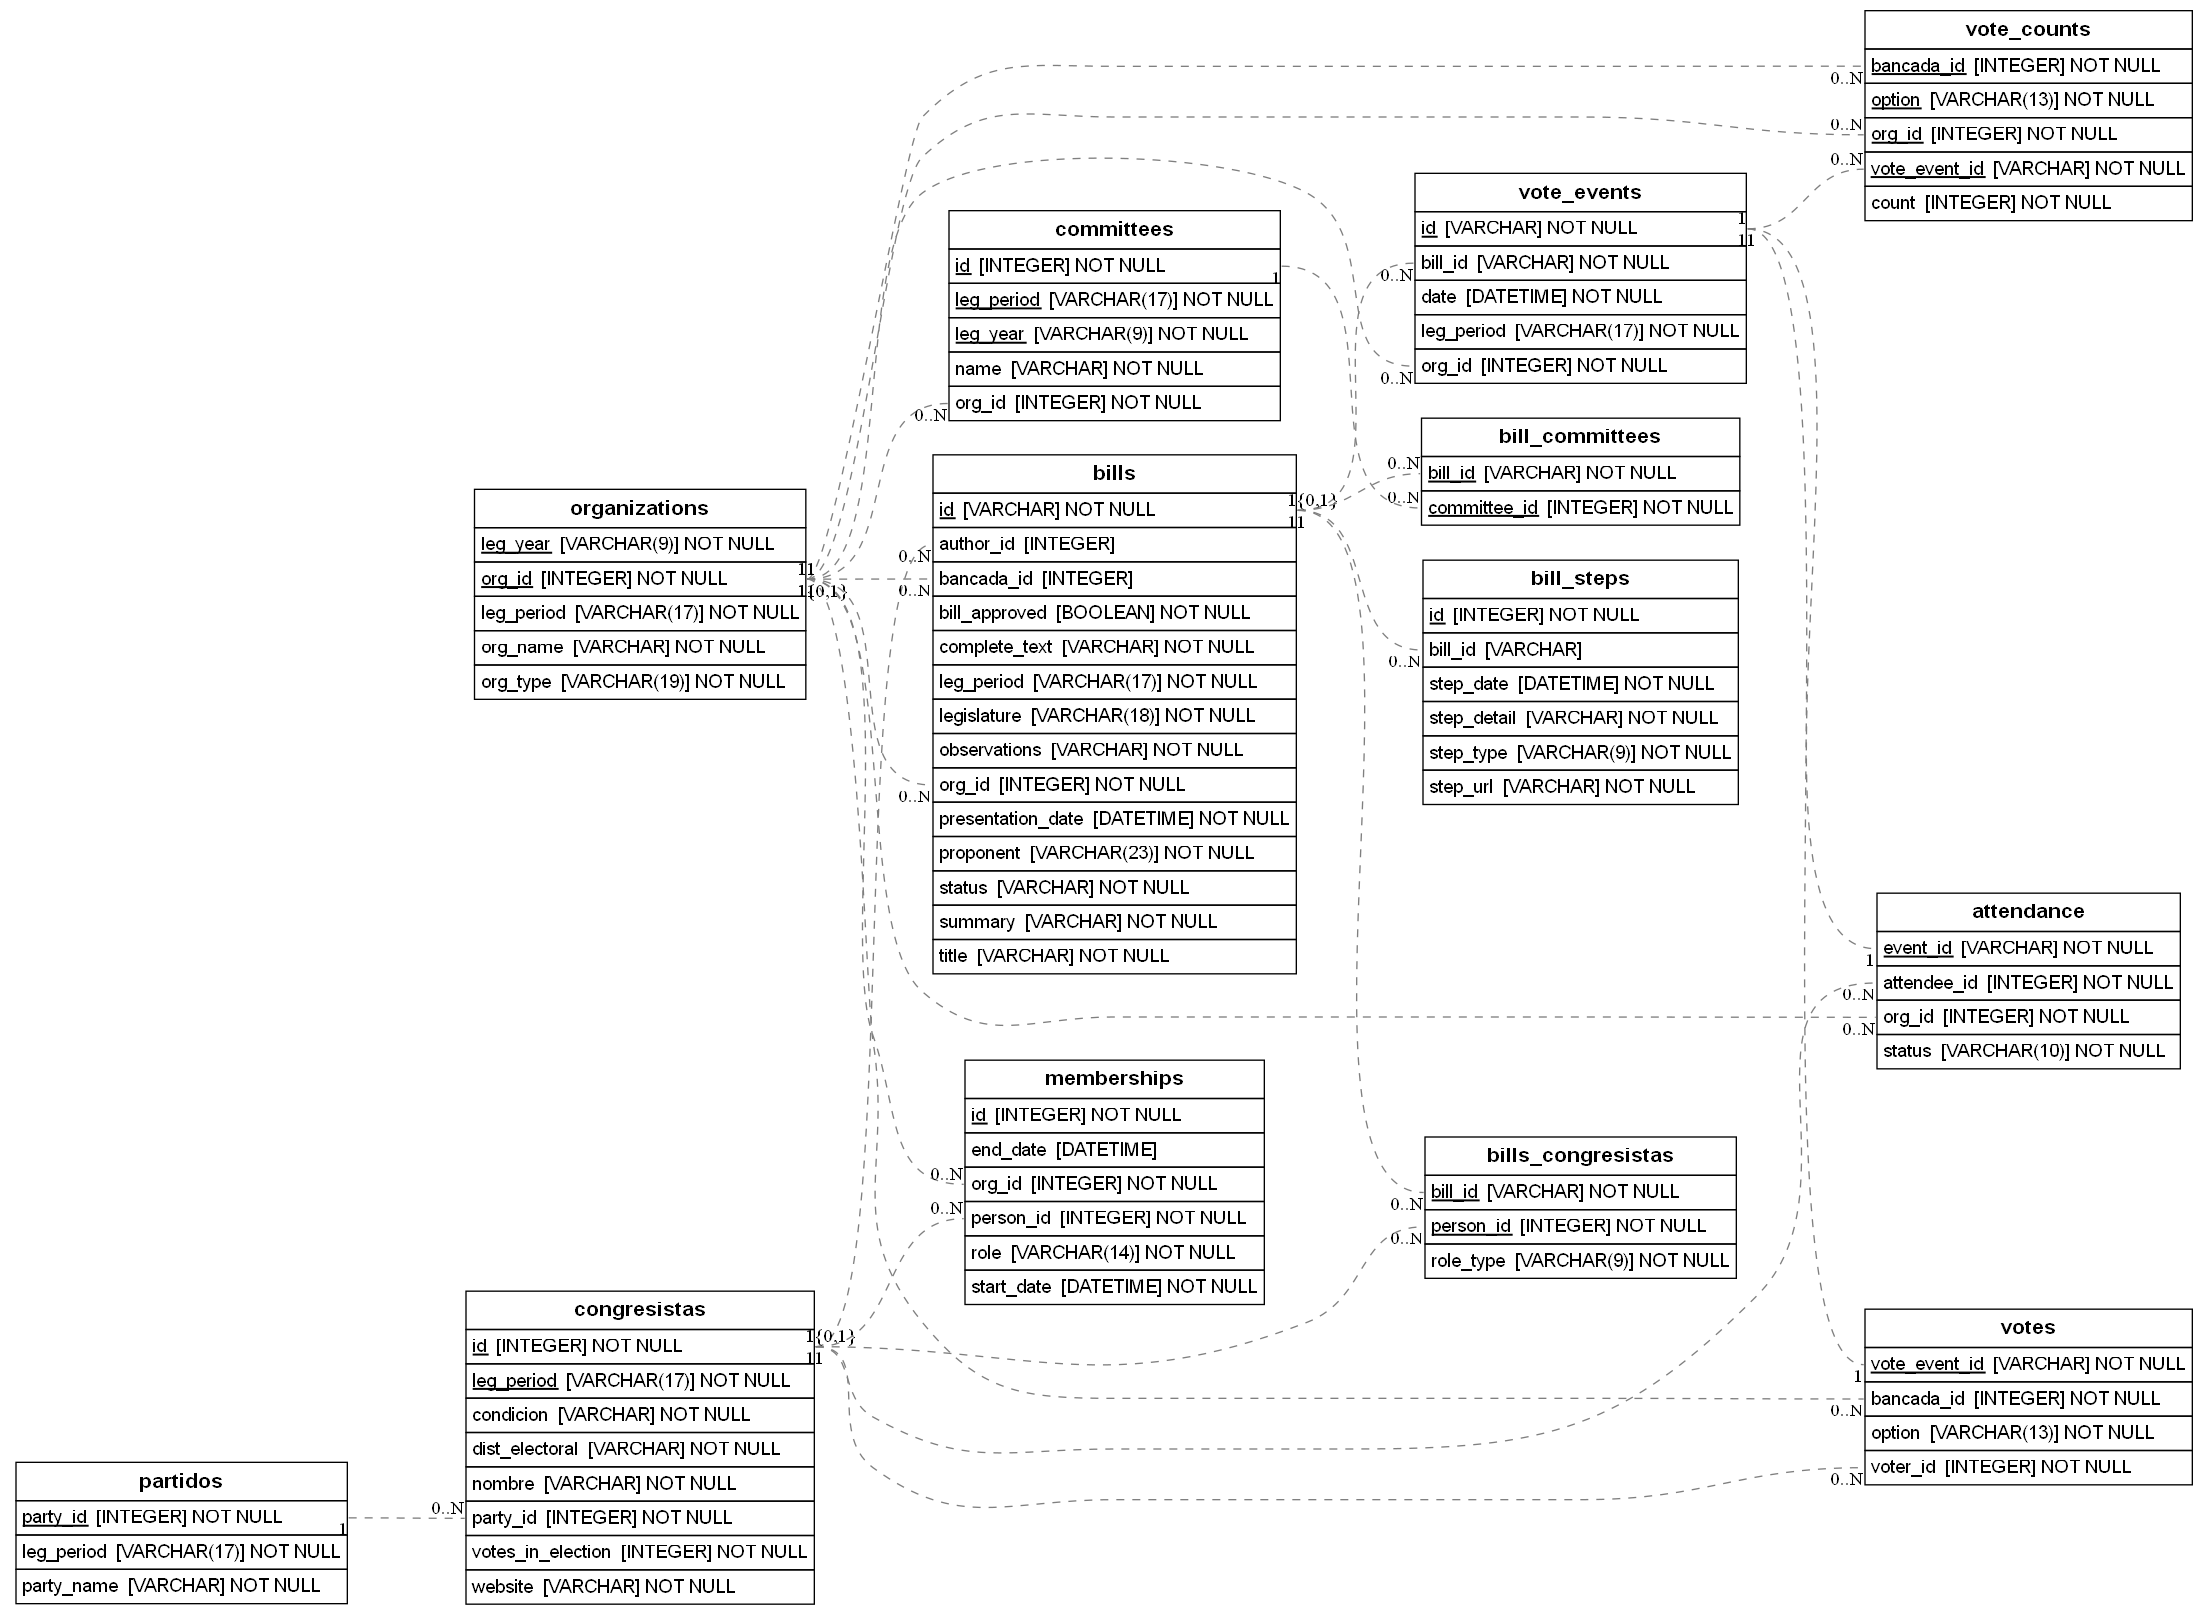 vote_counts
bancada_id [INTEGER] NOT NULL
option [VARCHAR(13)] NOT NULL
org_id [INTEGER] NOT NULL
vote_event_id [VARCHAR] NOT NULL
count [INTEGER] NOT NULL
0..N
0..N
0..N
vote_events
id [VARCHAR] NOT NULL
bill_id [VARCHAR] NOT NULL
date [DATETIME] NOT NULL
leg_period [VARCHAR(17)] NOT NULL
org_id [INTEGER] NOT NULL
1
11
0..N
0..N
committees
id [INTEGER] NOT NULL
leg_period [VARCHAR(17)] NOT NULL
leg_year [VARCHAR(9)] NOT NULL
name [VARCHAR] NOT NULL
org_id [INTEGER] NOT NULL
1
0..N
bill_committees
bill_id [VARCHAR] NOT NULL
committee_id [INTEGER] NOT NULL
0..N
0..N
bills
id [VARCHAR] NOT NULL
author_id [INTEGER]
bancada_id [INTEGER]
bill_approved [BOOLEAN] NOT NULL
complete_text [VARCHAR] NOT NULL
leg_period [VARCHAR(17)] NOT NULL
legislature [VARCHAR(18)] NOT NULL
observations [VARCHAR] NOT NULL
org_id [INTEGER] NOT NULL
presentation_date [DATETIME] NOT NULL
proponent [VARCHAR(23)] NOT NULL
status [VARCHAR] NOT NULL
summary [VARCHAR] NOT NULL
title [VARCHAR] NOT NULL
1{0,1}
11
0..N
0..N
0..N
organizations
leg_year [VARCHAR(9)] NOT NULL
org_id [INTEGER] NOT NULL
leg_period [VARCHAR(17)] NOT NULL
org_name [VARCHAR] NOT NULL
org_type [VARCHAR(19)] NOT NULL
11
1{0,1}
bill_steps
id [INTEGER] NOT NULL
bill_id [VARCHAR]
step_date [DATETIME] NOT NULL
step_detail [VARCHAR] NOT NULL
step_type [VARCHAR(9)] NOT NULL
step_url [VARCHAR] NOT NULL
0..N
attendance
event_id [VARCHAR] NOT NULL
attendee_id [INTEGER] NOT NULL
org_id [INTEGER] NOT NULL
status [VARCHAR(10)] NOT NULL
1
0..N
0..N
memberships
id [INTEGER] NOT NULL
end_date [DATETIME]
org_id [INTEGER] NOT NULL
person_id [INTEGER] NOT NULL
role [VARCHAR(14)] NOT NULL
start_date [DATETIME] NOT NULL
0..N
0..N
bills_congresistas
bill_id [VARCHAR] NOT NULL
person_id [INTEGER] NOT NULL
role_type [VARCHAR(9)] NOT NULL
0..N
0..N
congresistas
id [INTEGER] NOT NULL
leg_period [VARCHAR(17)] NOT NULL
condicion [VARCHAR] NOT NULL
dist_electoral [VARCHAR] NOT NULL
nombre [VARCHAR] NOT NULL
party_id [INTEGER] NOT NULL
votes_in_election [INTEGER] NOT NULL
website [VARCHAR] NOT NULL
1{0,1}
11
0..N
votes
vote_event_id [VARCHAR] NOT NULL
bancada_id [INTEGER] NOT NULL
option [VARCHAR(13)] NOT NULL
voter_id [INTEGER] NOT NULL
1
0..N
0..N
partidos
party_id [INTEGER] NOT NULL
leg_period [VARCHAR(17)] NOT NULL
party_name [VARCHAR] NOT NULL
1